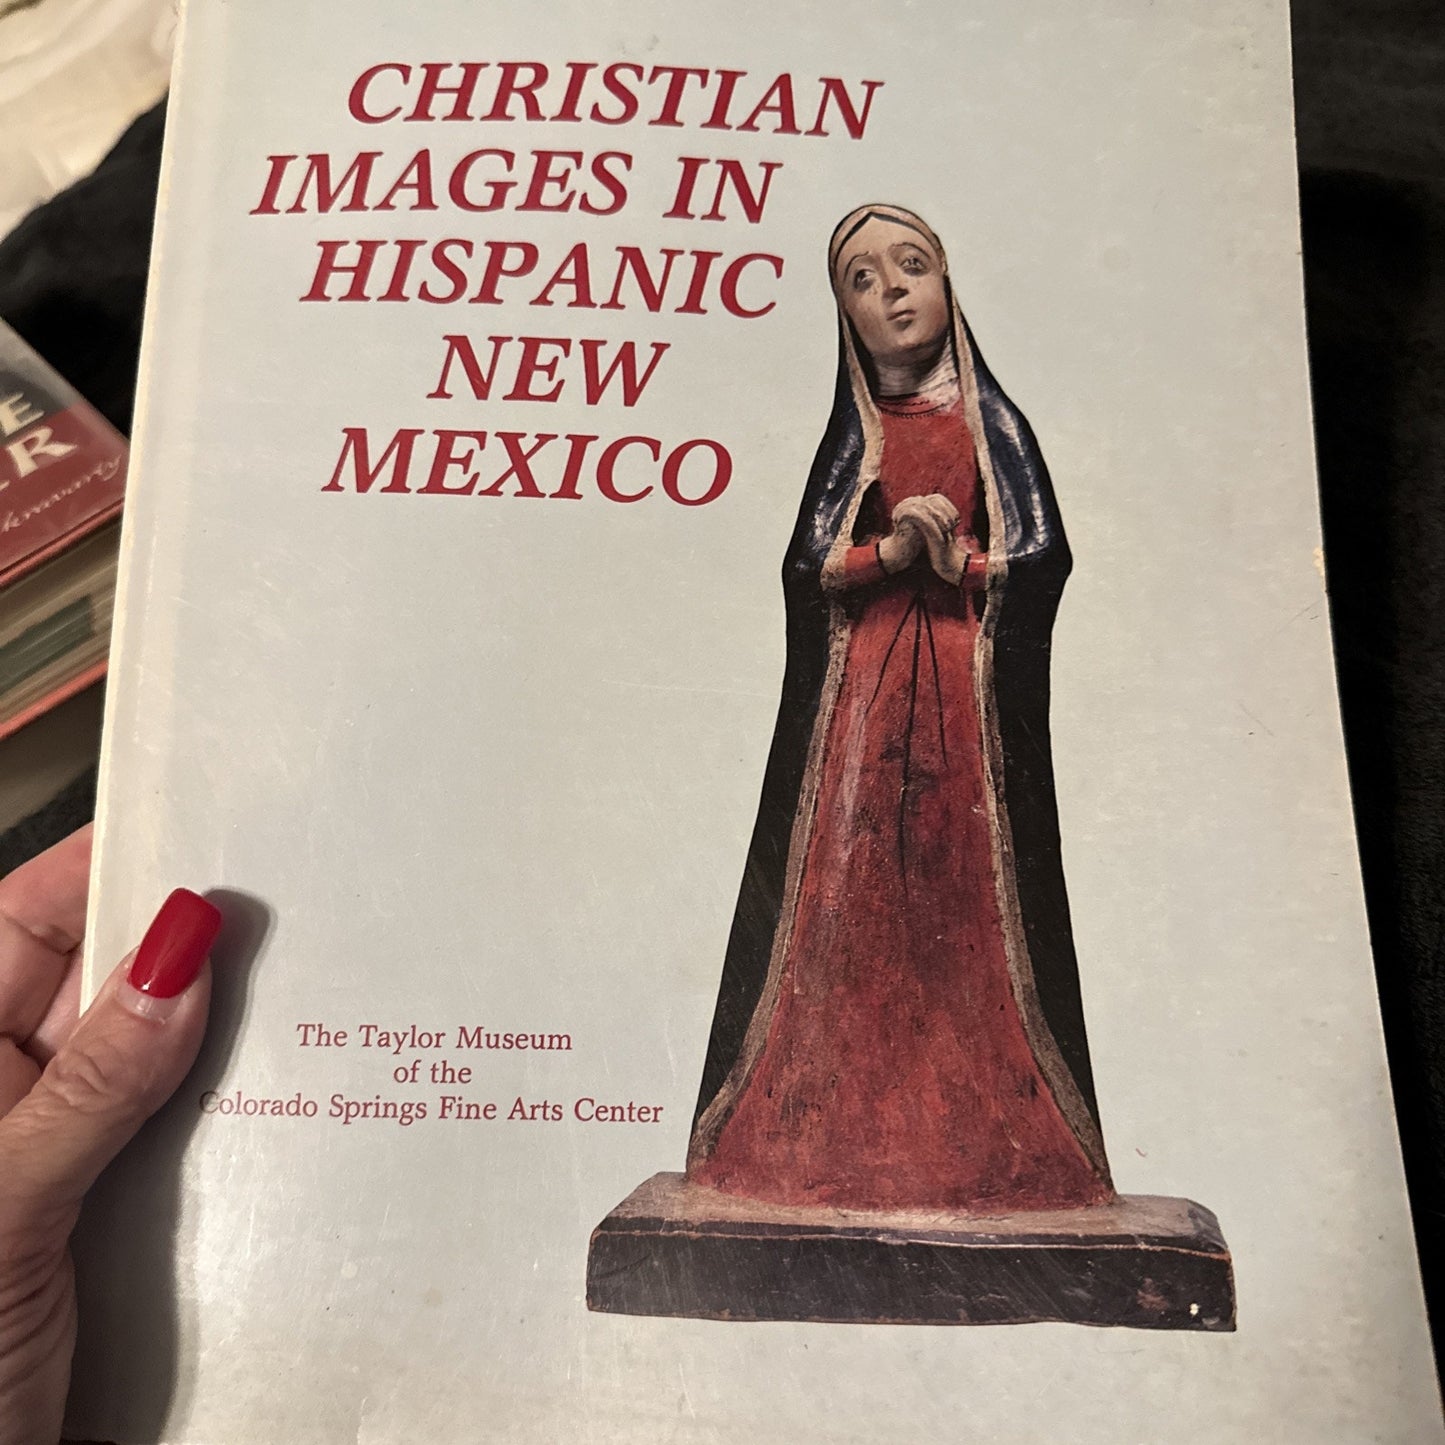 CHRISTIAN
IMAGES IN
HISPANIC
NEW
MEXICO
The Taylor Museum
of the
Colorado Springs Fine Arts Center